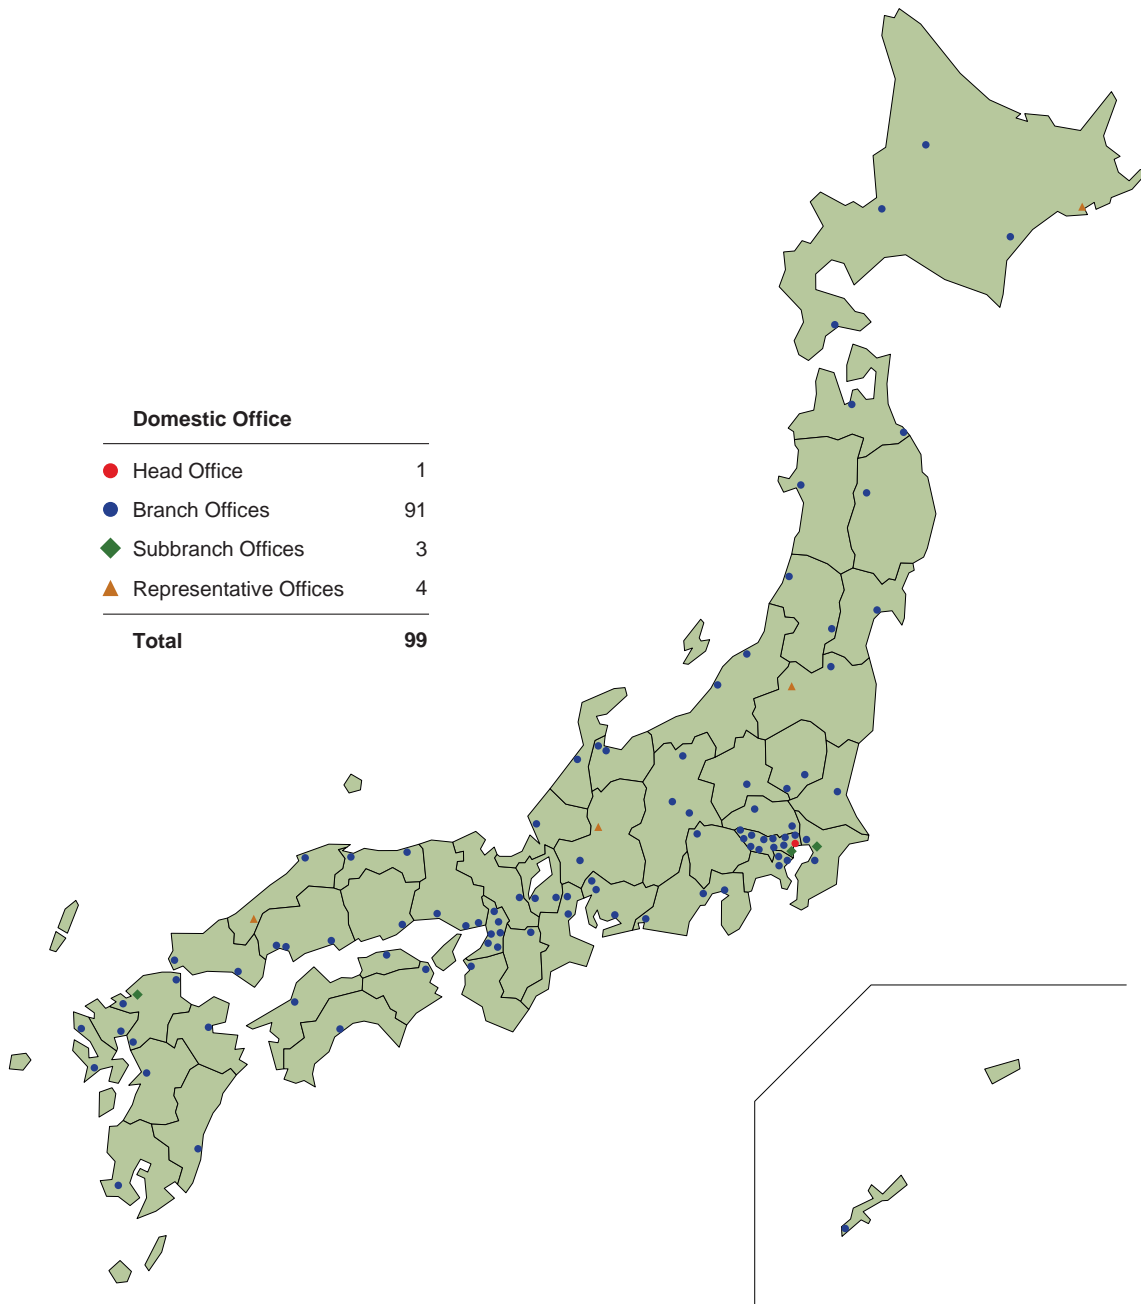 Domestic Office
Head Office 1
Branch Offices 91
Subbranch Offices 3
Representative Offices 4
Total 99